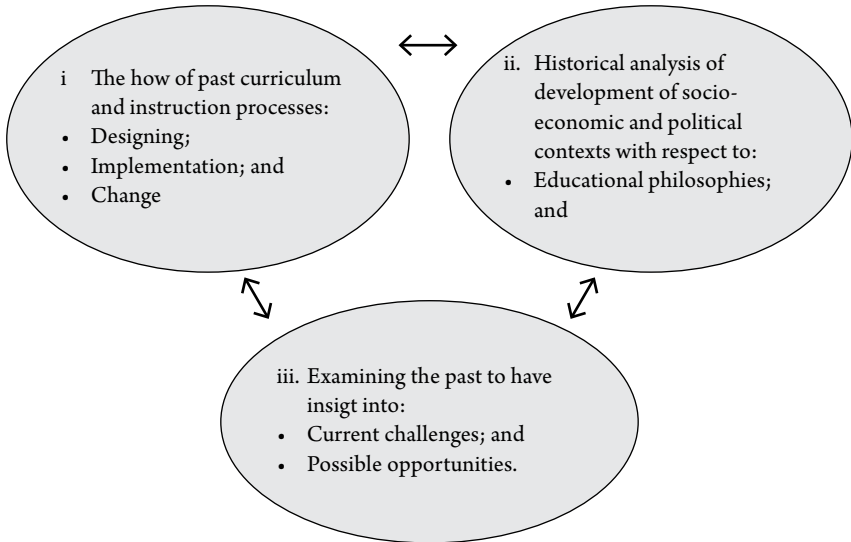 i The how of past curriculum
and instruction processes:
• Designing;
• Implementation; and
• Change
ii. Historical analysis of
development of socio-
economic and political
contexts with respect to:
• Educational philosophies;
and
iii. Examining the past to have
insigt into:
• Current challenges; and
• Possible opportunities.